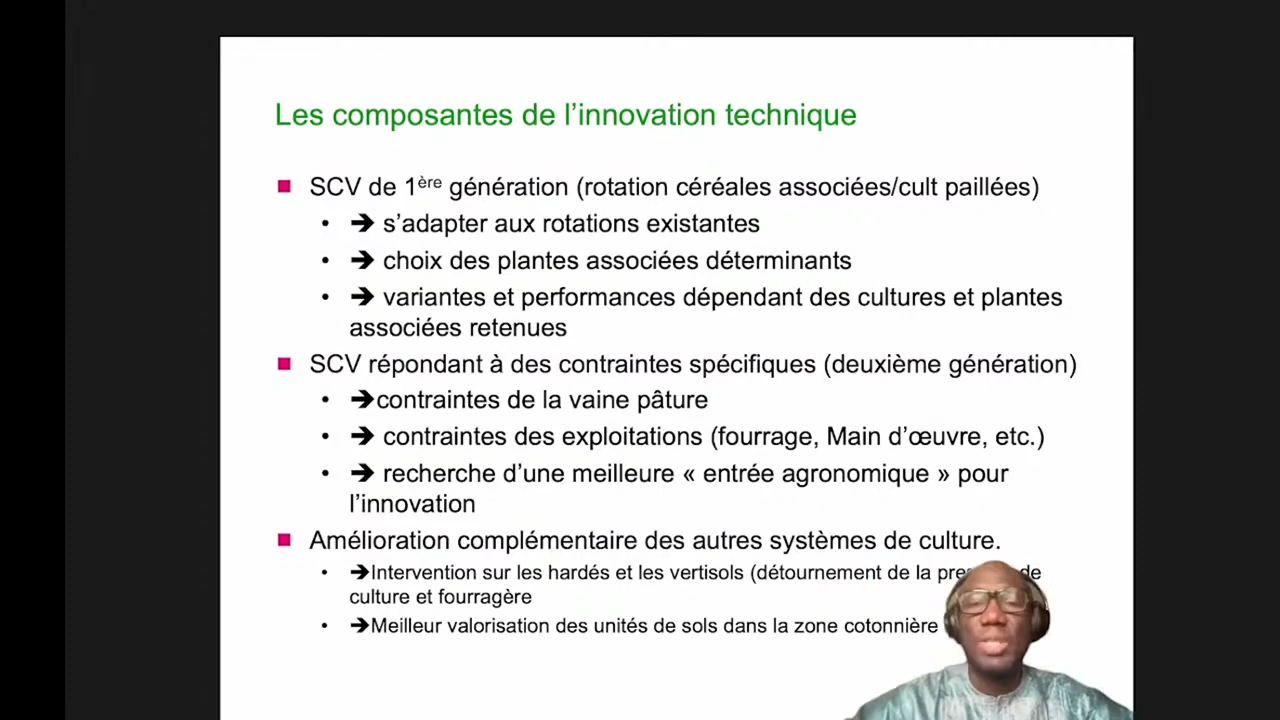 Les composantes de l'innovation technique
■ SCV de 1ère génération (rotation céréales associées/cult paillées)
• ➔ s'adapter aux rotations existantes
• ➔ choix des plantes associées déterminants
• ➔ variantes et performances dépendant des cultures et plantes
associées retenues
■ SCV répondant à des contraintes spécifiques (deuxième génération)
• ➔contraintes de la vaine pâture
• ➔ contraintes des exploitations (fourrage, Main d'œuvre, etc.)
• ➔ recherche d'une meilleure « entrée agronomique » pour
l'innovation
■ Amélioration complémentaire des autres systèmes de culture.
• ➔Intervention sur les hardés et les vertisols (détournement de la de
culture et fourragère
• ➔Meilleur valorisation des unités de sols dans la zone cotonnière